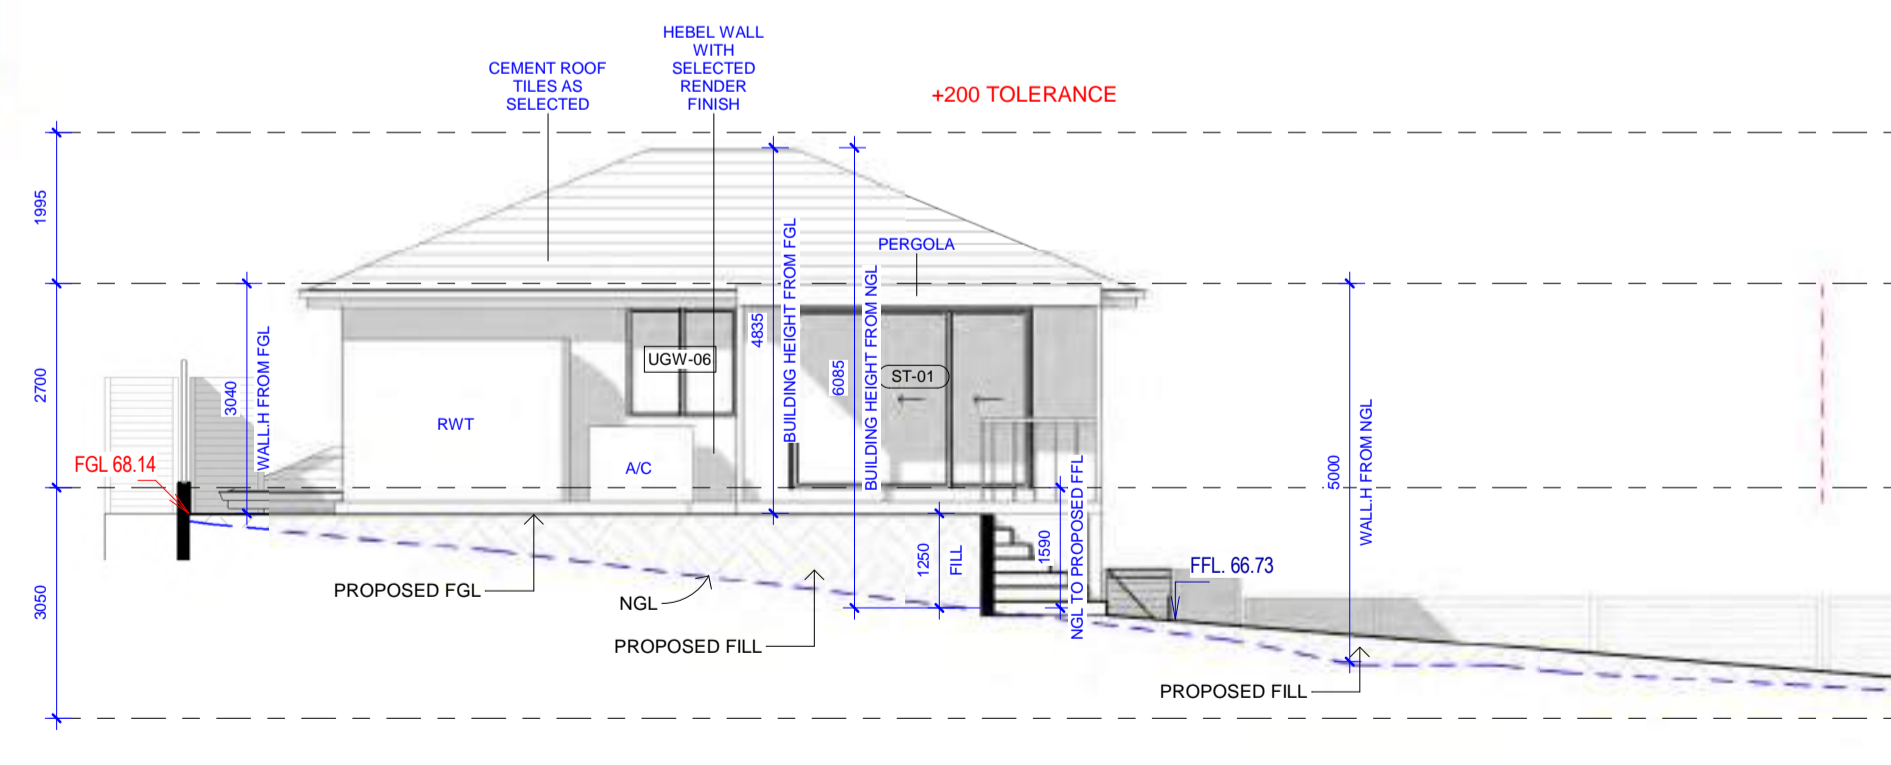 HEBEL WALL
WITH
SELECTED
RENDER
FINISH
CEMENT ROOF
TILES AS
SELECTED
+200 TOLERANCE
1995
2700
3050
3040
WALL.H FROM FGL
FGL 68.14
RWT
A/C
UGW-06
4835
BUILDING HEIGHT FROM FGL
6085
BUILDING HEIGHT FROM NGL
PERGOLA
ST-01
1250
FILL
1590
NGL TO PROPOSED FFL
5000
WALL.H FROM NGL
FFL. 66.73
PROPOSED FGL
NGL
PROPOSED FILL
PROPOSED FILL